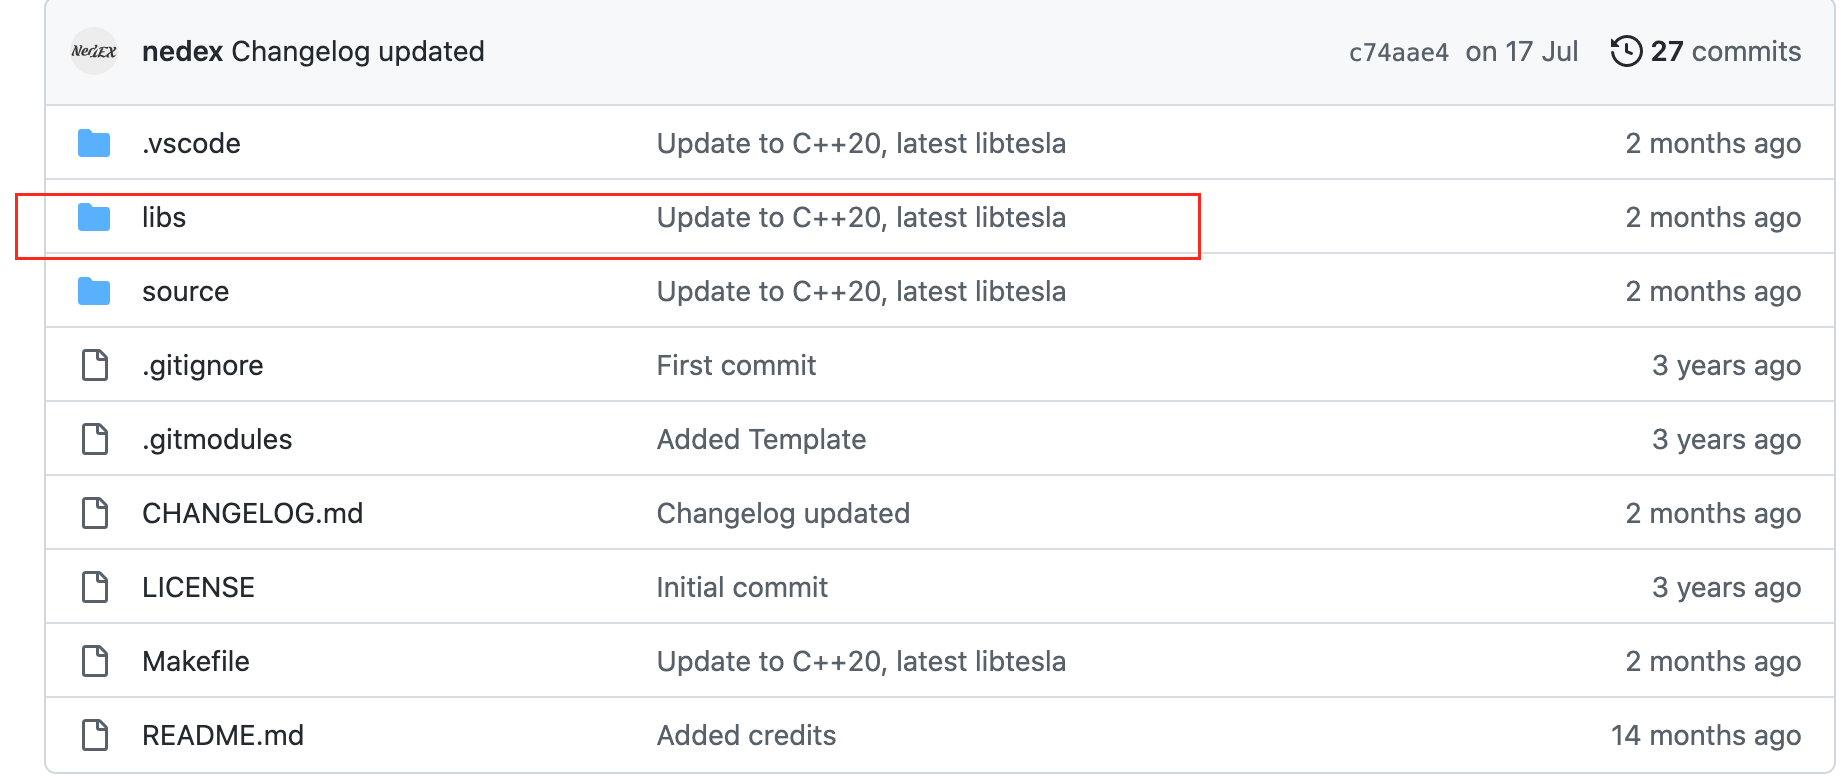 NedEX nedex Changelog updated c74aae4 on 17 Jul 27 commits
.vscode Update to C++20, latest libtesla 2 months ago
libs Update to C++20, latest libtesla 2 months ago
source Update to C++20, latest libtesla 2 months ago
.gitignore First commit 3 years ago
.gitmodules Added Template 3 years ago
CHANGELOG.md Changelog updated 2 months ago
LICENSE Initial commit 3 years ago
Makefile Update to C++20, latest libtesla 2 months ago
README.md Added credits 14 months ago